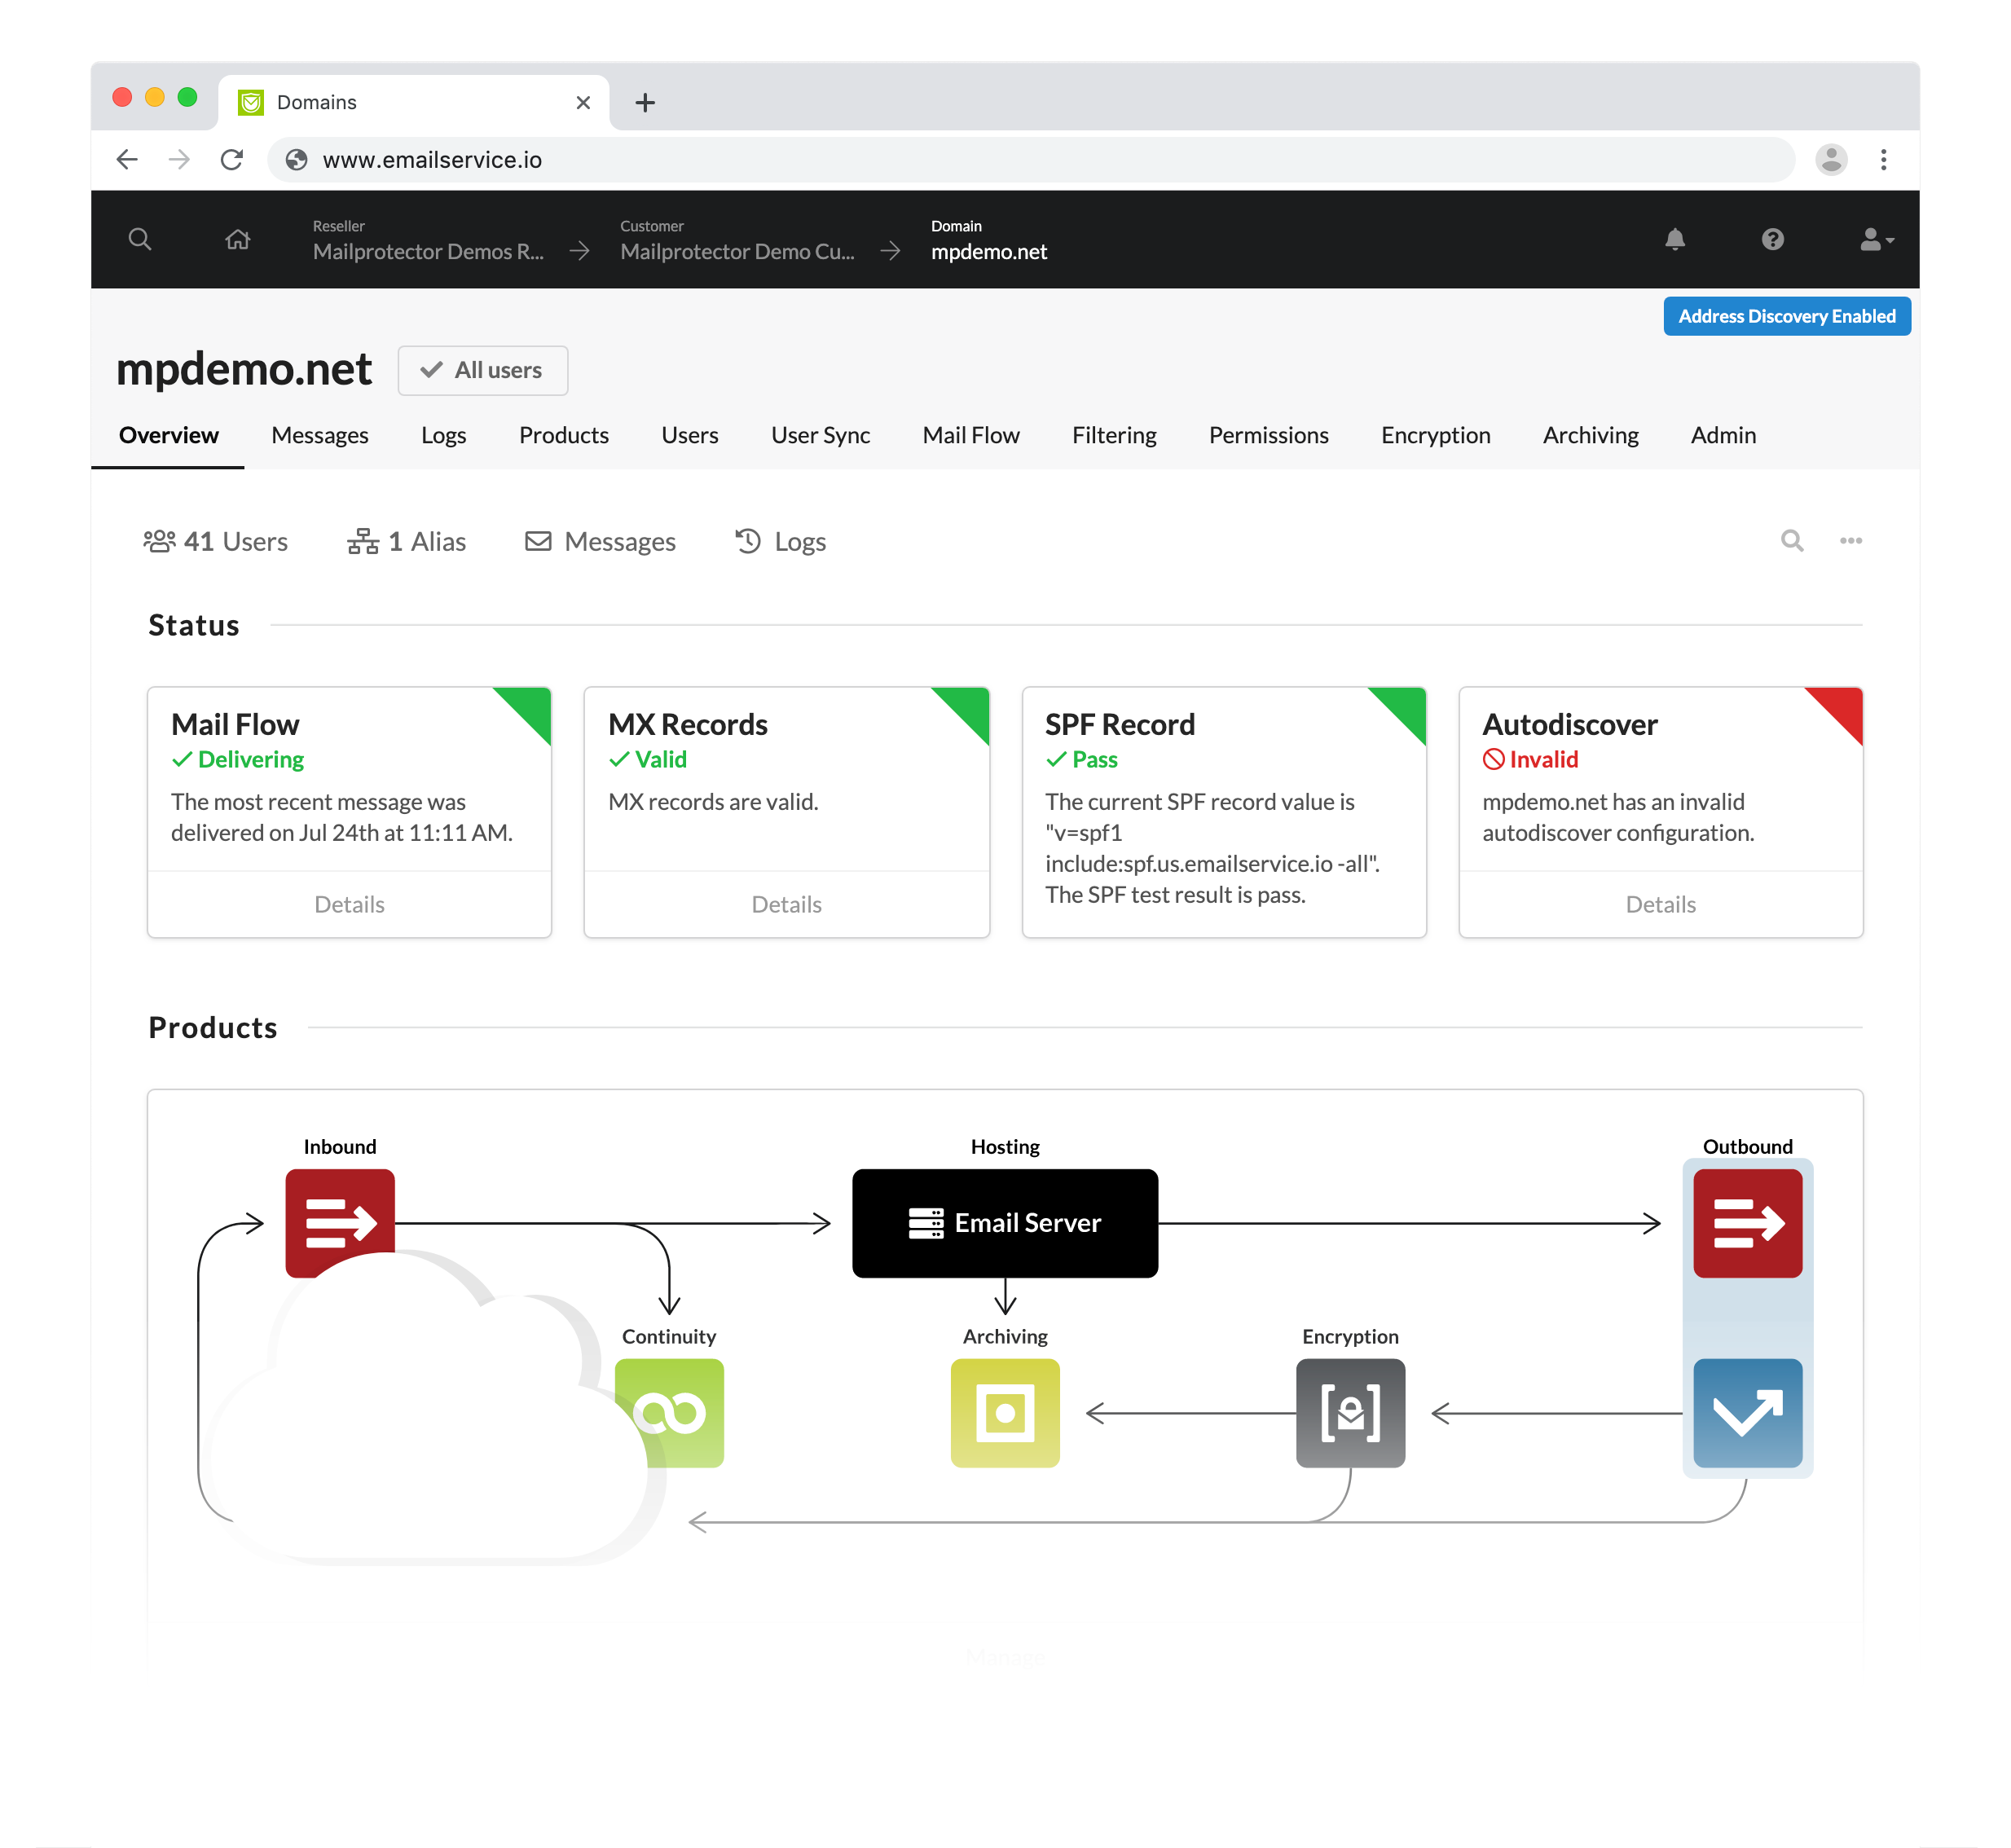 Domains
www.emailservice.io
Reseller
Mailprotector Demos R...
Customer
Mailprotector Demo Cu...
Domain
mpdemo.net
Address Discovery Enabled
mpdemo.net
All users
Overview Messages Logs Products Users User Sync Mail Flow Filtering Permissions Encryption Archiving Admin
41 Users 1 Alias Messages Logs
Status
Mail Flow
Delivering
The most recent message was
delivered on Jul 24th at 11:11 AM.
Details
MX Records
Valid
MX records are valid.
Details
SPF Record
Pass
The current SPF record value is
"v=spf1
include:spf.us.emailservice.io -all".
The SPF test result is pass.
Autodiscover
Invalid
mpdemo.net has an invalid
autodiscover configuration.
Details
Products
Inbound
Hosting
Outbound
Email Server
Continuity
Archiving
Encryption
Manage